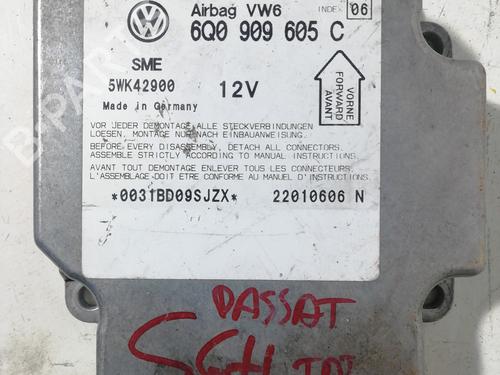 Airbag VW6
INDEX 06
6Q0 909 605 C
SME
5WK42900
12V
Made in Germany
VORNE
FORWARD
AVANT
VOR JEDER DEMONTAGE ALLE STECKVERBINDUNGEN
LOESEN, MONTAGE NUR NACH EINBAUANWEISUNG.
BEFORE EVERY DISASSEMBLY, DETACH ALL CONNECTORS.
ASSEMBLE STRICTLY ACCORDING TO MANUAL INSTRUCTIONS.
AVANT TOUT DEMONTAGE ENLEVER TOUS LES CONNECTEURS.
L'ASSEMBLAGE DOIT ETRE CONFORME AU MANUEL D'INSTRUCTIONS.
*0031BD09SJZX*
22010606 N
PASSAT